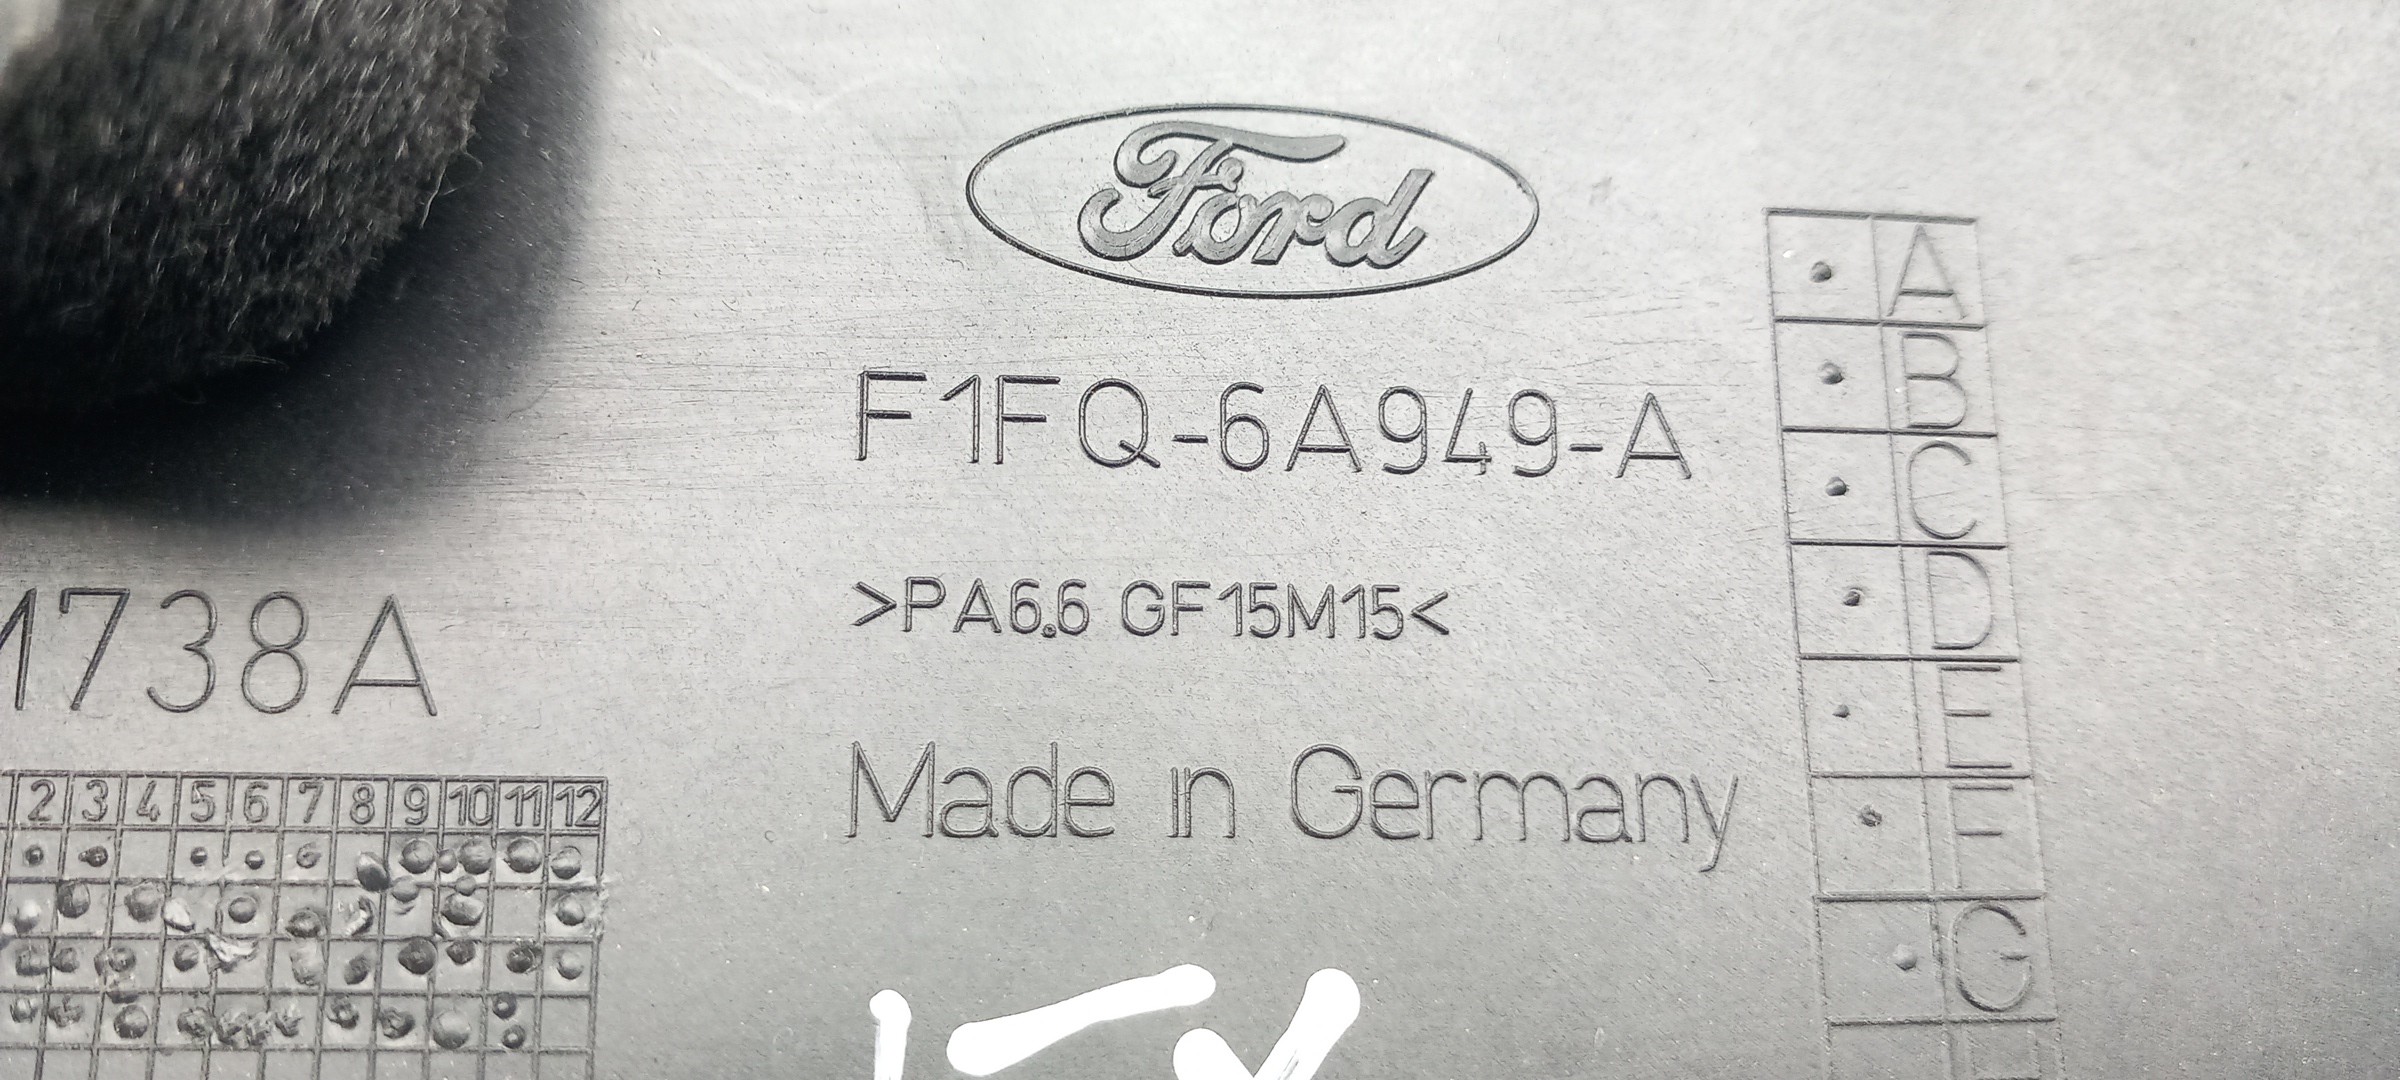 Ford
F1FQ-6A949-A
>PA6.6 GF15M15<
Made in Germany
1738A
2 3 4 5 6 7 8 9 10 11 12
A
B
C
D
E
F
G